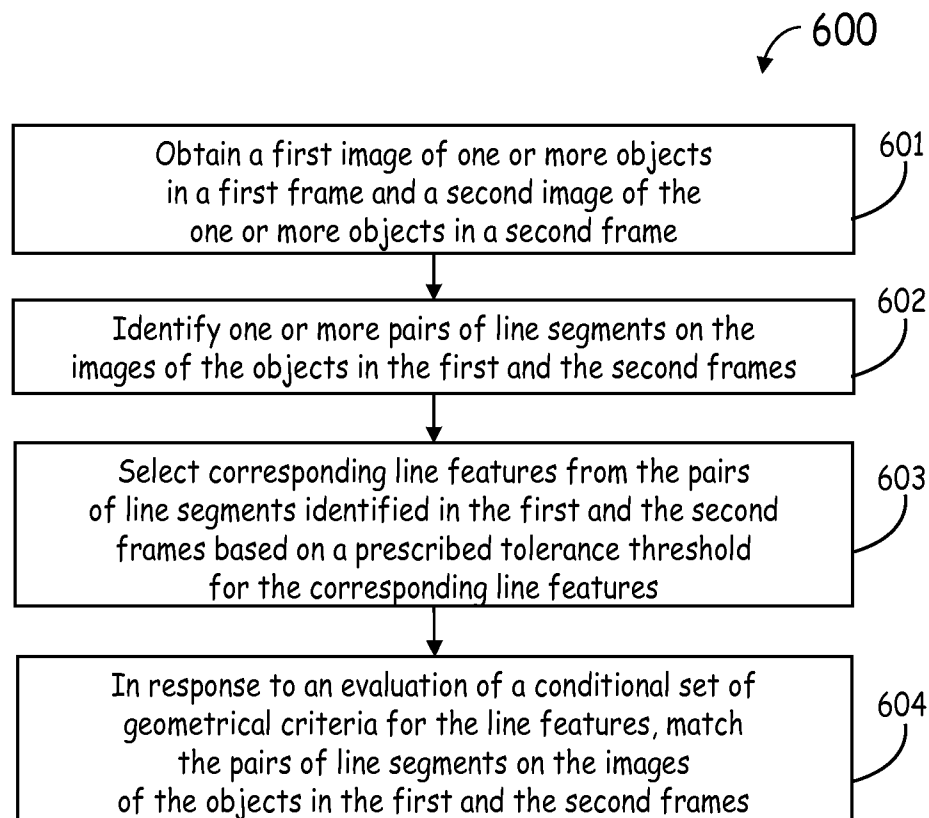 600
601
Obtain a first image of one or more objects
in a first frame and a second image of the
one or more objects in a second frame
602
Identify one or more pairs of line segments on the
images of the objects in the first and the second frames
603
Select corresponding line features from the pairs
of line segments identified in the first and the second
frames based on a prescribed tolerance threshold
for the corresponding line features
604
In response to an evaluation of a conditional set of
geometrical criteria for the line features, match
the pairs of line segments on the images
of the objects in the first and the second frames